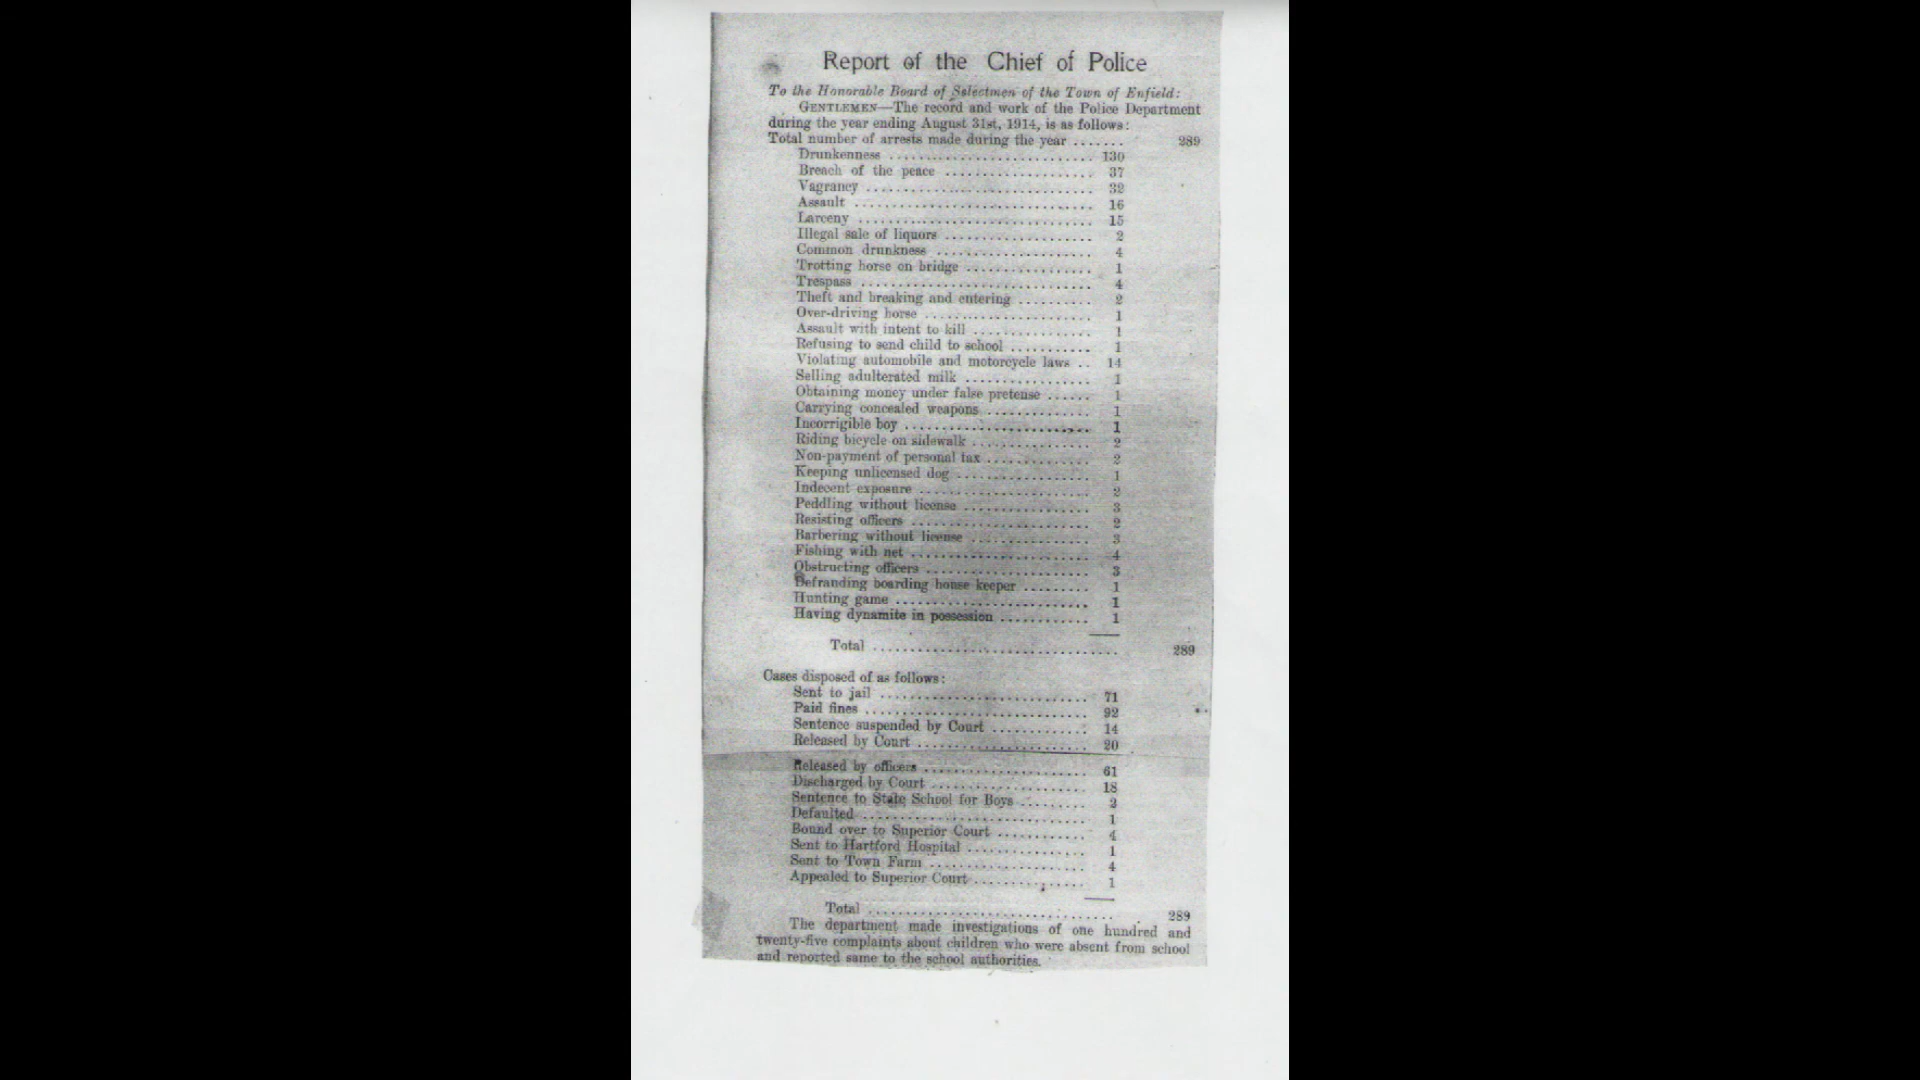 Report of the Chief of Police
To the Honorable Board of Selectmen of the Town of Enfield:
GENTLEMEN—The record and work of the Police Department
during the year ending August 31st, 1914, is as follows:
Total number of arrests made during the year ....... 289
Drunkenness .......................... 130
Breach of the peace ................... 37
Vagrancy ............................. 32
Assault .............................. 16
Larceny .............................. 15
Illegal sale of liquors ................... 2
Common drunkness .................... 4
Trotting horse on bridge ................ 1
Trespass .............................. 4
Theft and breaking and entering .......... 2
Over-driving horse ..................... 1
Assault with intent to kill ............... 1
Refusing to send child to school ........... 1
Violating automobile and motorcycle laws .. 14
Selling adulterated milk ................ 1
Obtaining money under false pretense ...... 1
Carrying concealed weapons ............. 1
Incorrigible boy ........................ 1
Riding bicycle on sidewalk ............... 2
Non-payment of personal tax ............. 2
Keeping unlicensed dog ................. 1
Indecent exposure ...................... 2
Peddling without license ................. 3
Resisting officers ....................... 2
Barbering without license ............... 3
Fishing with net ....................... 4
Obstructing officers ..................... 3
Defranding boarding house keeper ........ 1
Hunting game ......................... 1
Having dynamite in possession ............ 1
Total ............................... 289
Cases disposed of as follows:
Sent to jail ........................... 71
Paid fines ............................ 92
Sentence suspended by Court ............ 14
Released by Court ...................... 20
Released by officers ..................... 61
Discharged by Court .................... 18
Sentence to State School for Boys ......... 2
Defaulted ............................. 1
Bound over to Superior Court ........... 4
Sent to Hartford Hospital ............... 1
Sent to Town Farm .................... 4
Appealed to Superior Court .............. 1
Total ............................... 289
The department made investigations of one hundred and
twenty-five complaints about children who were absent from school
and reported same to the school authorities.